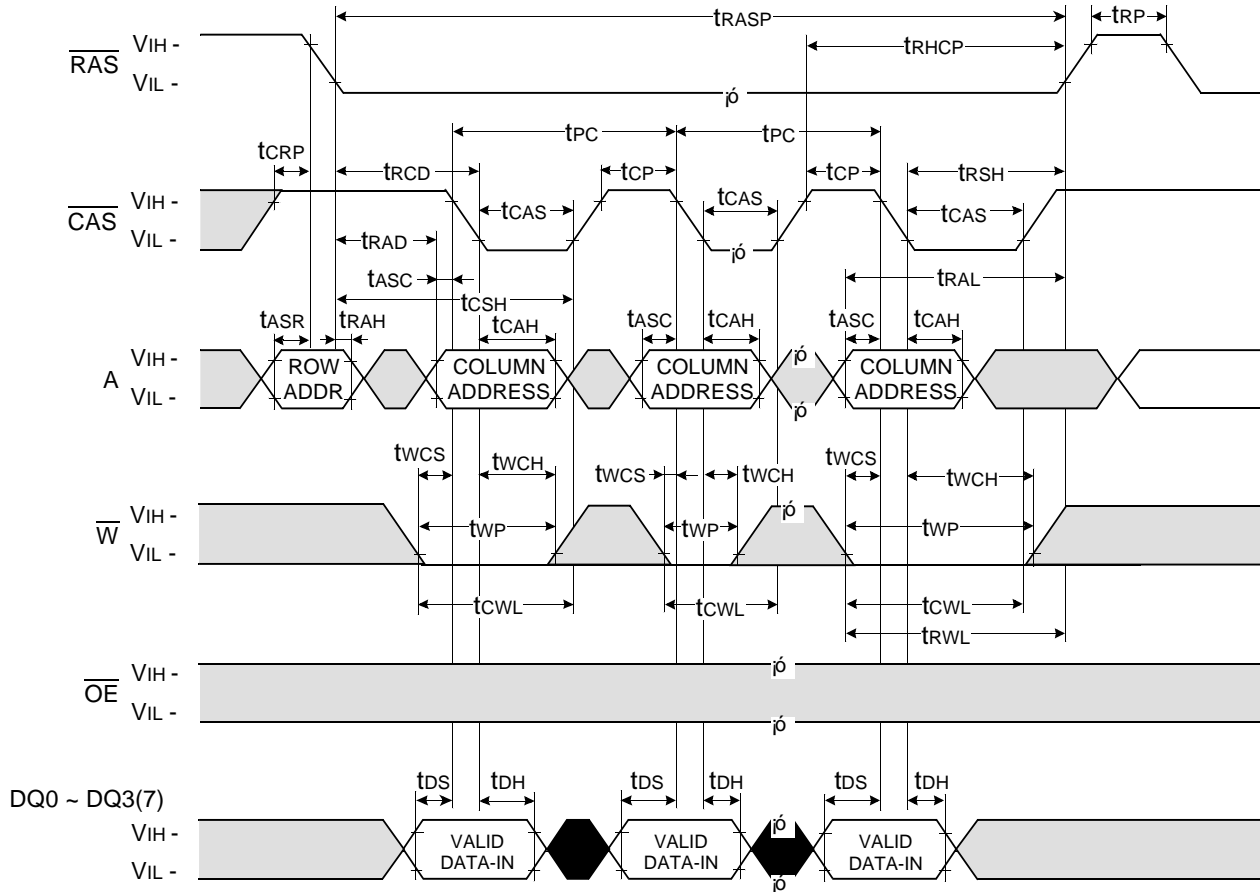 tRASP
tRP
tRHCP
RAS
VIH -
VIL -
¡ó
tPC
tPC
tCRP
tRCD
tCP
tCP
tRSH
CAS
VIH -
VIL -
tCAS
tCAS
tCAS
¡ó
tRAD
tASC
tCSH
tRAL
tASR
tRAH
tCAH
tASC
tCAH
tASC
tCAH
A
VIH -
VIL -
ROW
ADDR
COLUMN
ADDRESS
COLUMN
ADDRESS
¡ó
¡ó
COLUMN
ADDRESS
tWCS
tWCH
tWCS
tWCH
tWCS
tWCH
W
VIH -
VIL -
¡ó
tWP
tWP
tWP
tCWL
tCWL
tCWL
tRWL
OE
VIH -
VIL -
¡ó
¡ó
tDS
tDH
tDS
tDH
tDS
tDH
DQ0 ~ DQ3(7)
VIH -
VIL -
VALID
DATA-IN
VALID
DATA-IN
¡ó
¡ó
VALID
DATA-IN